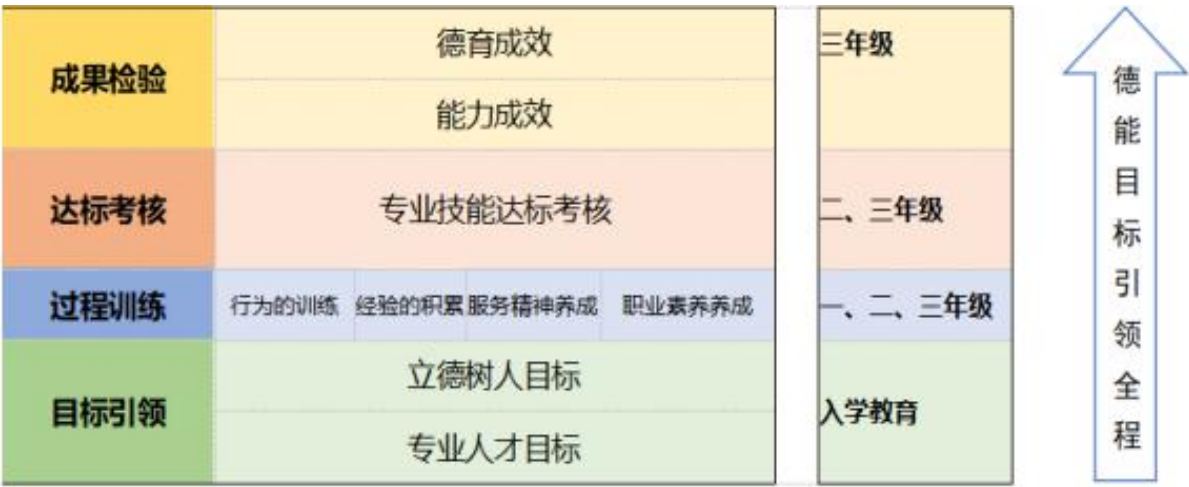 成果检验
德育成效
能力成效
三年级
达标考核
专业技能达标考核
二、三年级
过程训练
行为的训练 经验的积累 服务精神养成 职业素养养成
一、二、三年级
目标引领
立德树人目标
专业人才目标
入学教育
德能目标引领全程